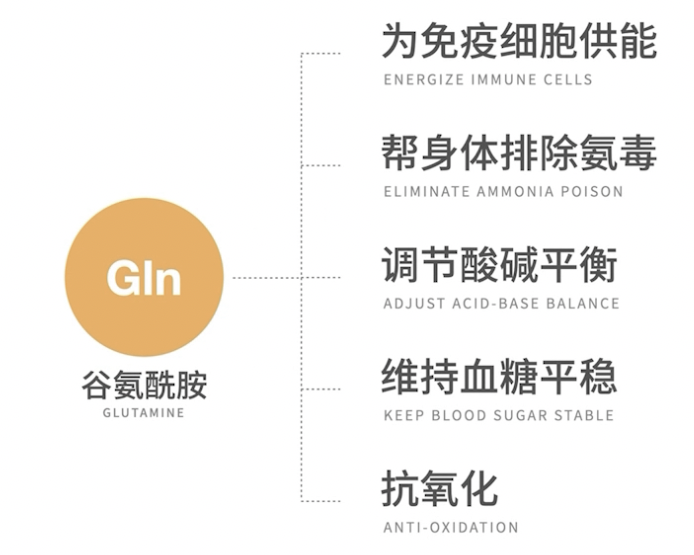 为免疫细胞供能
ENERGIZE IMMUNE CELLS
帮身体排除氨毒
ELIMINATE AMMONIA POISON
Gln
谷氨酰胺
GLUTAMINE
调节酸碱平衡
ADJUST ACID-BASE BALANCE
维持血糖平稳
KEEP BLOOD SUGAR STABLE
抗氧化
ANTI-OXIDATION